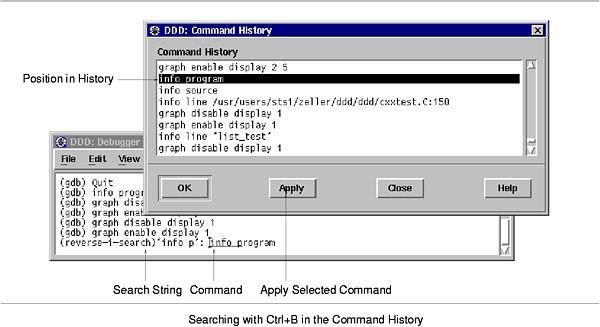 DDD: Command History
Command History
graph enable display 2 5
info program
info source
info line /usr/users/sts1/zeller/ddd/ddd/cxxtest.C:150
graph disable display 1
graph enable display 1
info line 'list_test'
graph disable display 1
OK Apply Close Help
Position in History
DDD: Debugger
File Edit View
(gdb) Quit
(gdb) info progr
(gdb) graph disa
(gdb) graph enab
(gdb) graph disable display 1
(gdb) graph enable display 1
(reverse-i-search)'info p': info program
Search String Command Apply Selected Command
Searching with Ctrl+B in the Command History